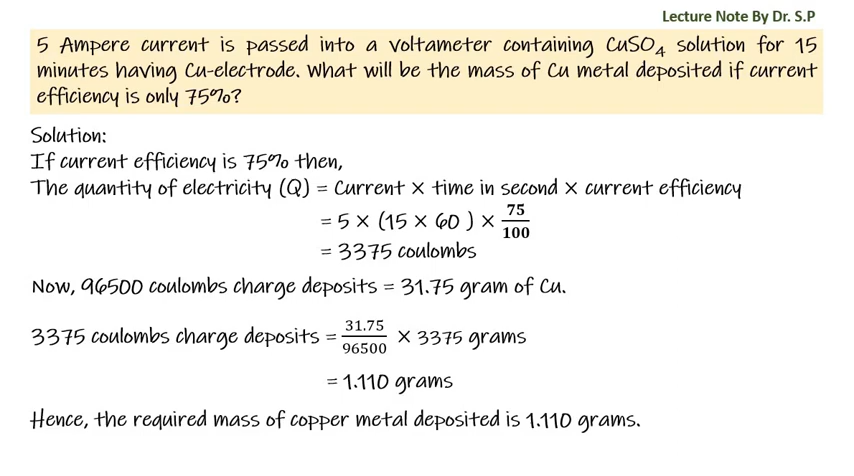 Lecture Note By Dr. S.P
5 Ampere current is passed into a voltameter containing CuSO₄ solution for 15
minutes having Cu-electrode. What will be the mass of Cu metal deposited if current
efficiency is only 75%?
Solution:
If current efficiency is 75% then,
The quantity of electricity (Q) = Current × time in second × current efficiency
= 5 × (15 × 60 ) × 75/100
= 3375 coulombs
Now, 96500 coulombs charge deposits = 31.75 gram of Cu.
3375 coulombs charge deposits = 31.75/96500 × 3375 grams
= 1.110 grams
Hence, the required mass of copper metal deposited is 1.110 grams.